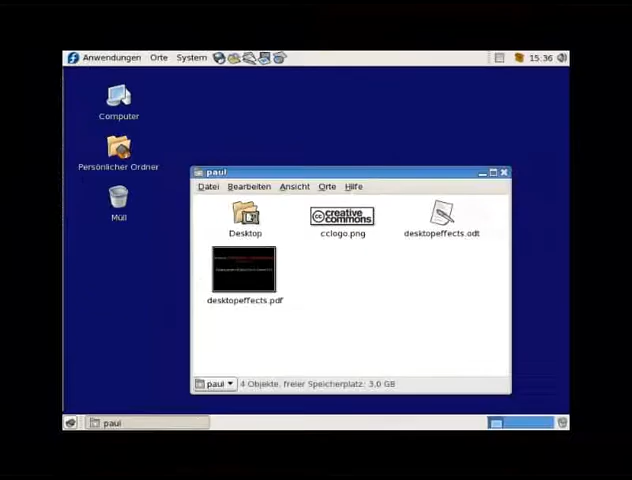 Anwendungen Orte System 15:36
Computer
Persönlicher Ordner
Müll
paul
Datei Bearbeiten Ansicht Orte Hilfe
Desktop
creative commons
cclogo.png
desktopeffects.odt
desktopeffects.pdf
paul 4 Objekte, freier Speicherplatz: 3,0 GB
paul